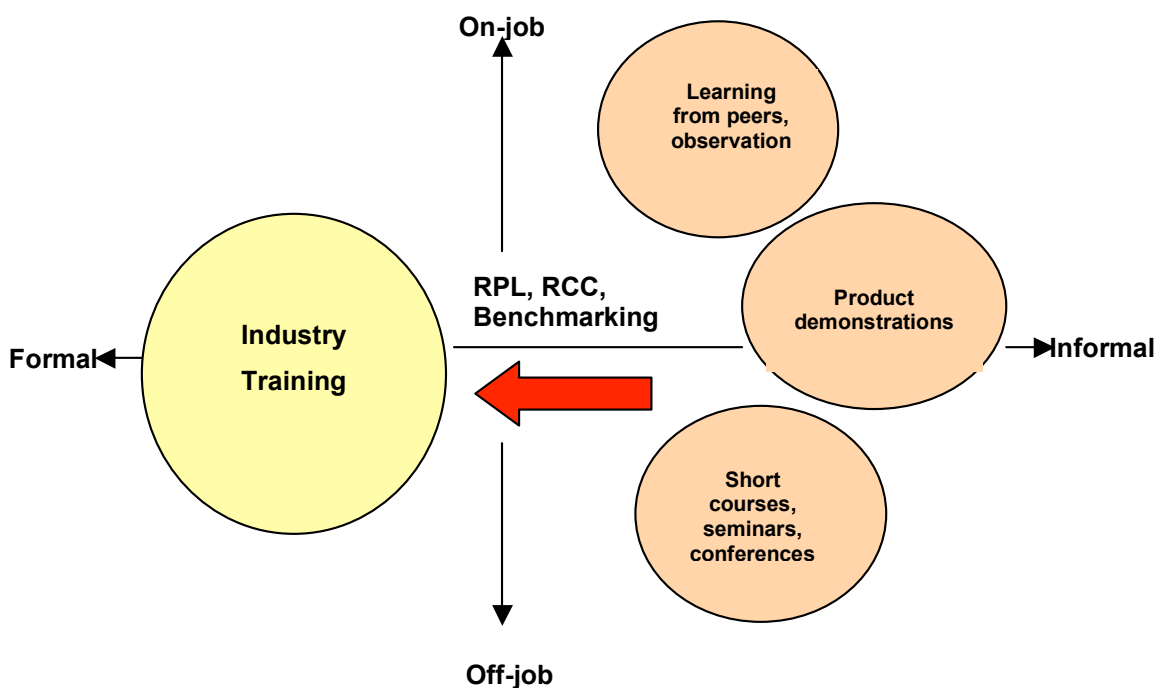 On-job
Learning
from peers,
observation
RPL, RCC,
Benchmarking
Product
demonstrations
Industry
Training
Formal
Informal
Short
courses,
seminars,
conferences
Off-job